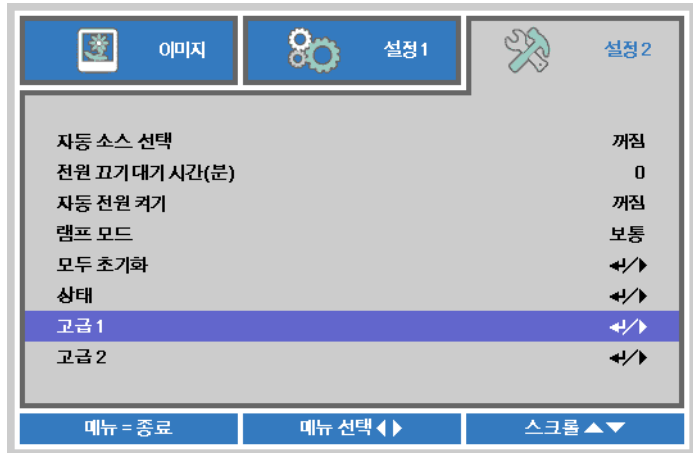 이미지 설정 1 설정 2
자동 소스 선택 꺼짐
전원 끄기 대기 시간(분) 0
자동 전원 켜기 꺼짐
램프 모드 보통
모두 초기화 ↵/▶
상태 ↵/▶
고급 1 ↵/▶
고급 2 ↵/▶
메뉴 = 종료 메뉴 선택 ◀ ▶ 스크롤 ▲▼